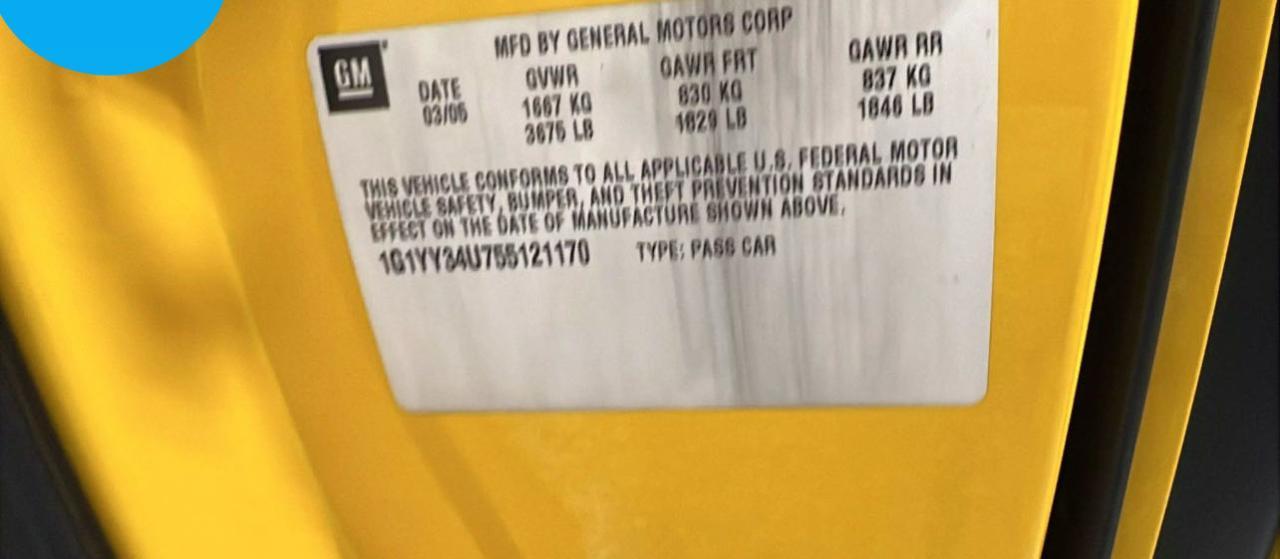 MFD BY GENERAL MOTORS CORP
GM
DATE GVWR GAWR FRT GAWR RR
03/05 1667 KG 830 KG 837 KG
3675 LB 1829 LB 1846 LB
THIS VEHICLE CONFORMS TO ALL APPLICABLE U.S. FEDERAL MOTOR
VEHICLE SAFETY, BUMPER, AND THEFT PREVENTION STANDARDS IN
EFFECT ON THE DATE OF MANUFACTURE SHOWN ABOVE.
1G1YY34U755121170 TYPE: PASS CAR